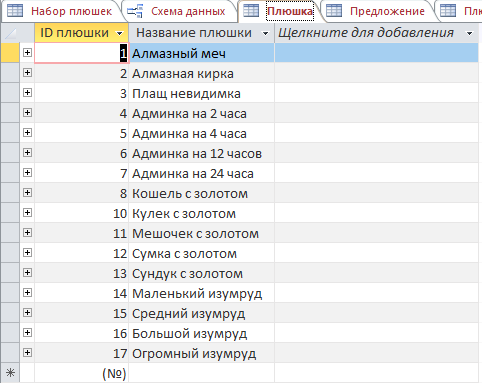 Набор плюшек Схема данных Плюшка Предложение
ID плюшки Название плюшки Щелкните для добавления
1 Алмазный меч
2 Алмазная кирка
3 Плащ невидимка
4 Админка на 2 часа
5 Админка на 4 часа
6 Админка на 12 часов
7 Админка на 24 часа
8 Кошель с золотом
10 Кулек с золотом
11 Мешочек с золотом
12 Сумка с золотом
13 Сундук с золотом
14 Маленький изумруд
15 Средний изумруд
16 Большой изумруд
17 Огромный изумруд
(№)